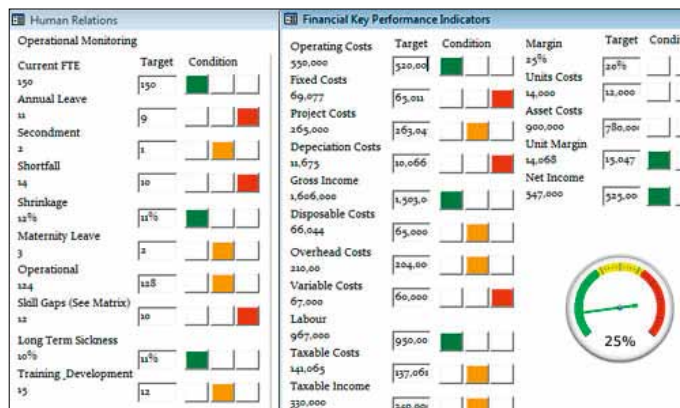 Human Relations
Operational Monitoring
Target Condition
Current FTE
150 150
Annual Leave
11 9
Secondment
2 1
Shortfall
14 10
Shrinkage
12% 11%
Maternity Leave
3 2
Operational
124 128
Skill Gaps (See Matrix)
12 10
Long Term Sickness
10% 11%
Training_Development
15 12
Financial Key Performance Indicators
Target Condition
Operating Costs
550,000 520,00
Fixed Costs
69,077 65,011
Project Costs
265,000 263,04
Depeciation Costs
11,675 10,066
Gross Income
1,606,000 1,503,0
Disposable Costs
66,044 65,000
Overhead Costs
210,00 204,00
Variable Costs
67,000 60,000
Labour
967,000 950,00
Taxable Costs
141,065 137,061
Taxable Income
330,000
Target Condi
Margin
25% 20%
Units Costs
14,000 12,000
Asset Costs
900,000 780,00
Unit Margin
14,068 15,047
Net Income
547,000 525,00
25%